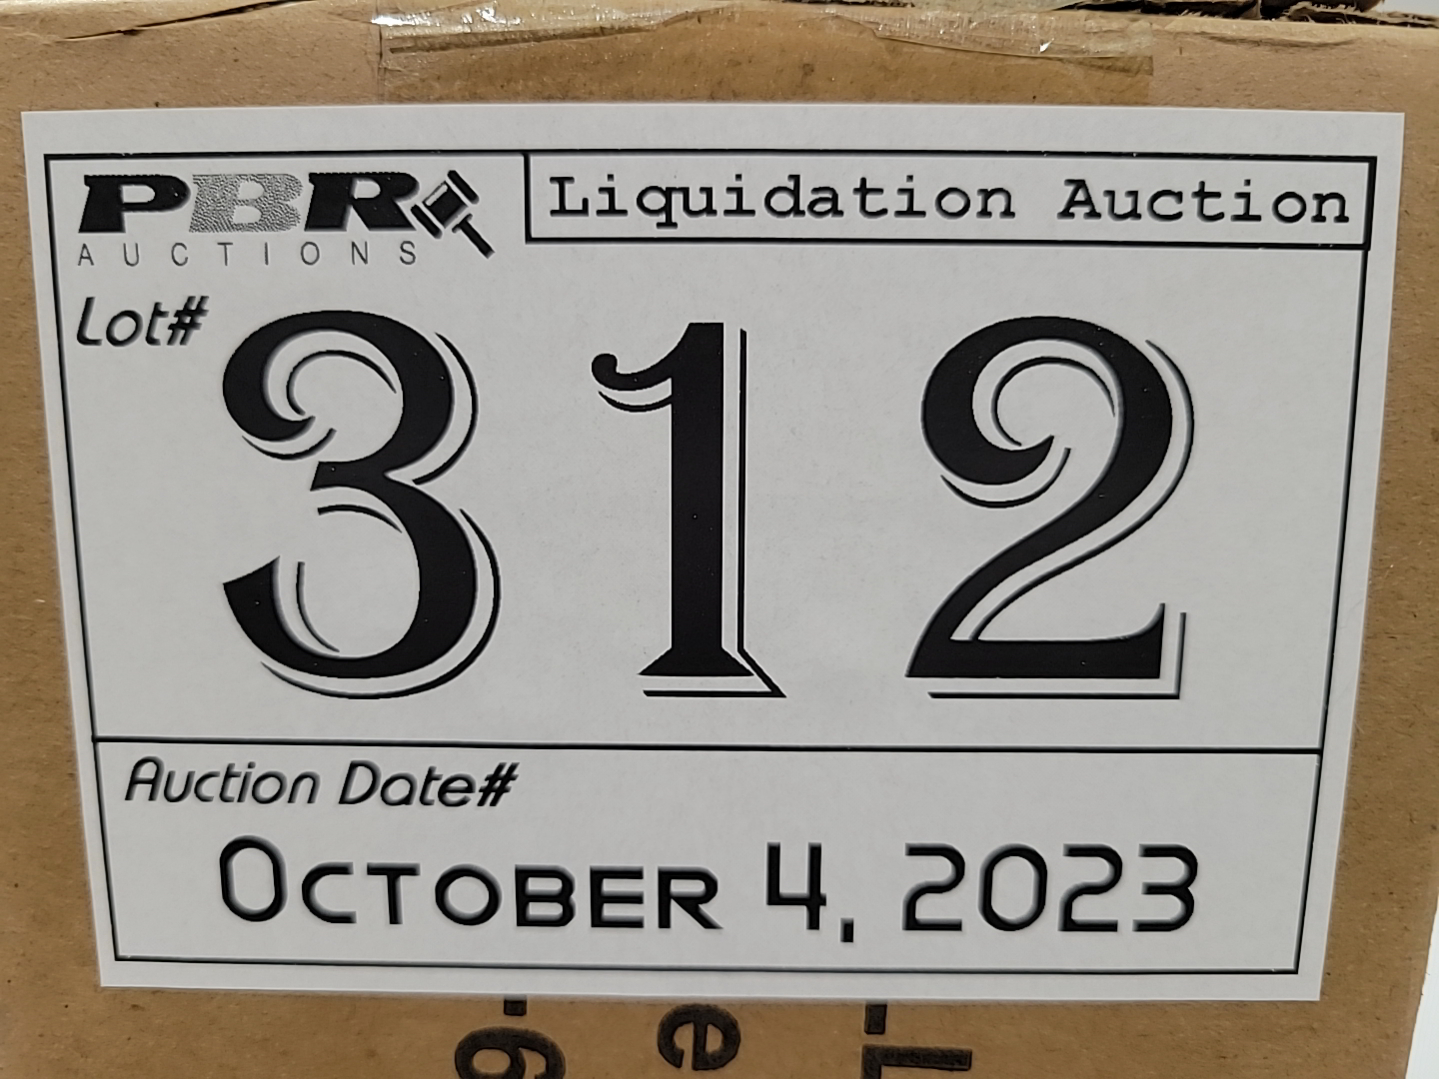 PBR
AUCTIONS
Liquidation Auction
Lot#
312
Auction Date#
OCTOBER 4, 2023